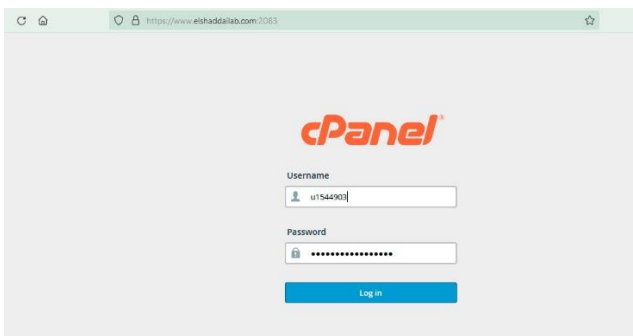 https://www.elshaddailab.com:2083
cPanel®
Username
u1544903
Password
•••••••••••••••••
Log in